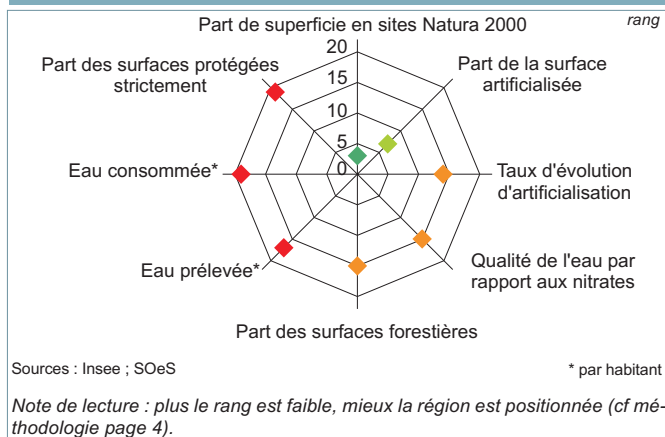 Part de superficie en sites Natura 2000
rang
20
15
10
5
0
Part des surfaces protégées
strictement
Part de la surface
artificialisée
Eau consommée*
Taux d'évolution
d'artificialisation
Eau prélevée*
Qualité de l'eau par
rapport aux nitrates
Part des surfaces forestières
Sources : Insee ; SOeS
* par habitant
Note de lecture : plus le rang est faible, mieux la région est positionnée (cf mé-
thodologie page 4).